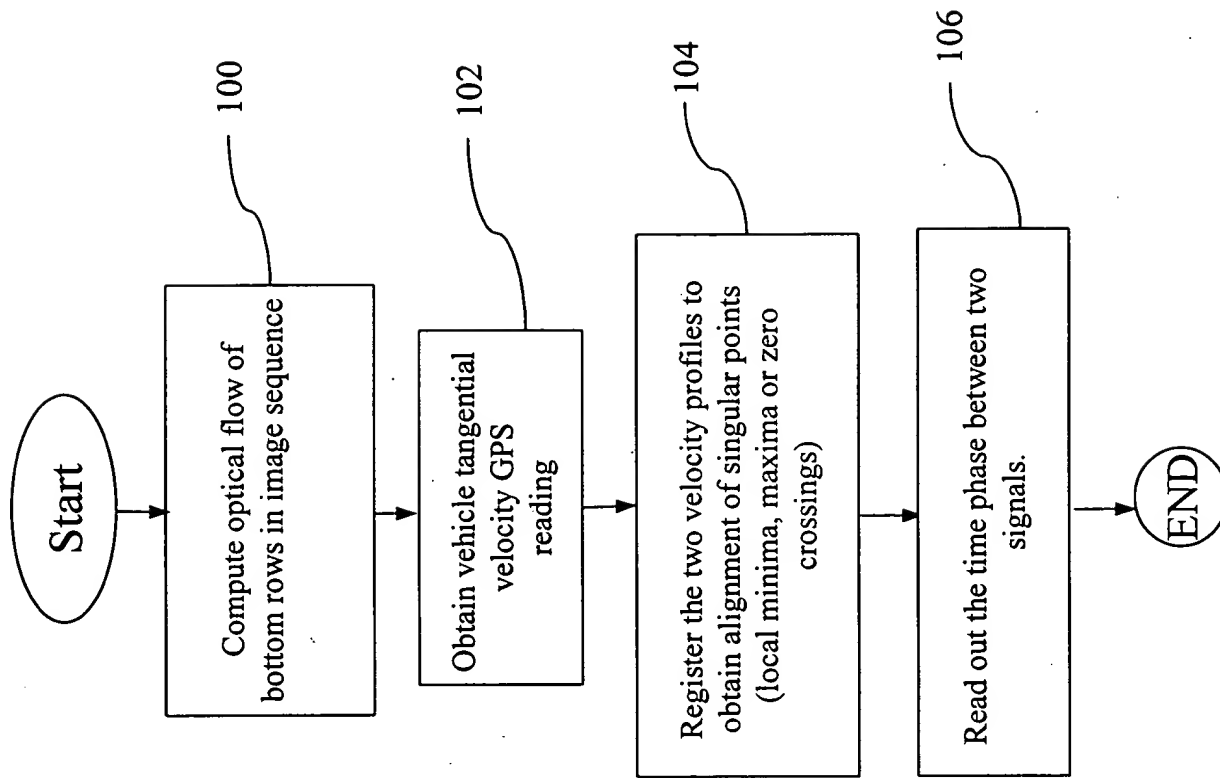 Start
Compute optical flow of
bottom rows in image sequence
100
Obtain vehicle tangential
velocity GPS
reading
102
Register the two velocity profiles to
obtain alignment of singular points
(local minima, maxima or zero
crossings)
104
Read out the time phase between two
signals.
106
END